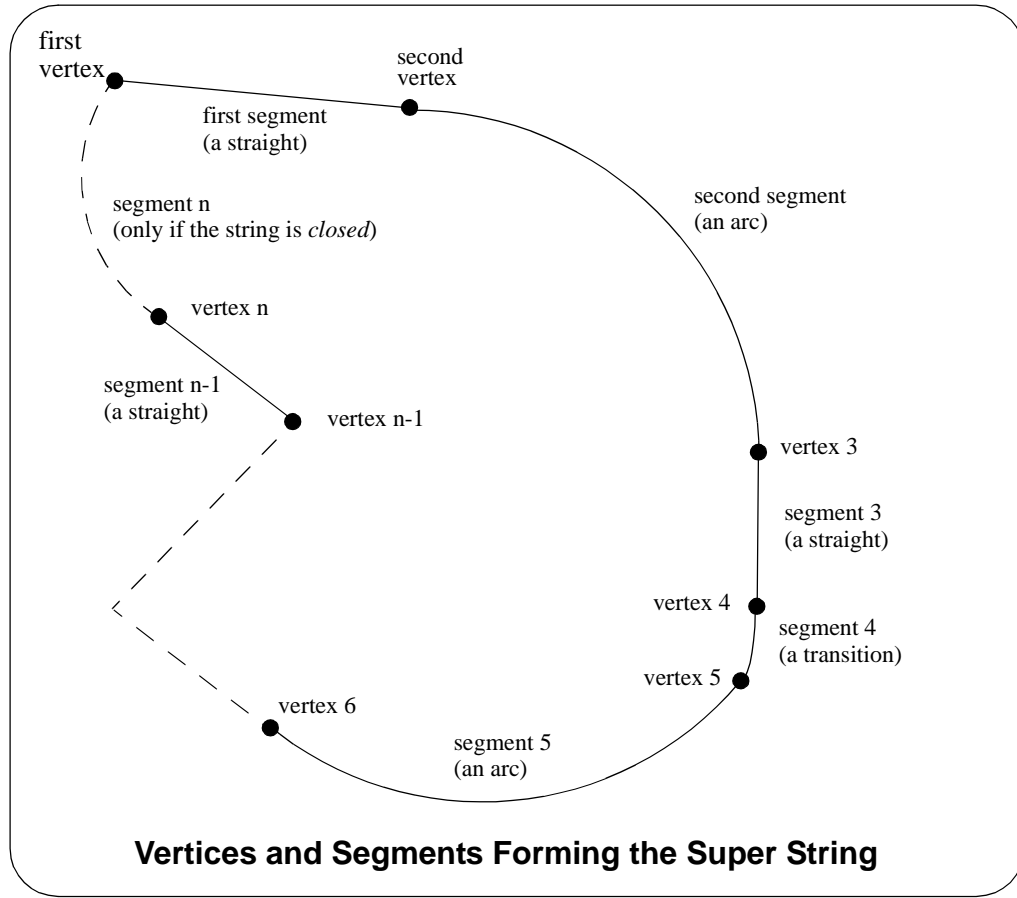 first
vertex
second
vertex
first segment
(a straight)
second segment
(an arc)
segment n
(only if the string is closed)
vertex n
segment n-1
(a straight)
vertex n-1
vertex 3
segment 3
(a straight)
vertex 4
segment 4
(a transition)
vertex 5
vertex 6
segment 5
(an arc)
Vertices and Segments Forming the Super String